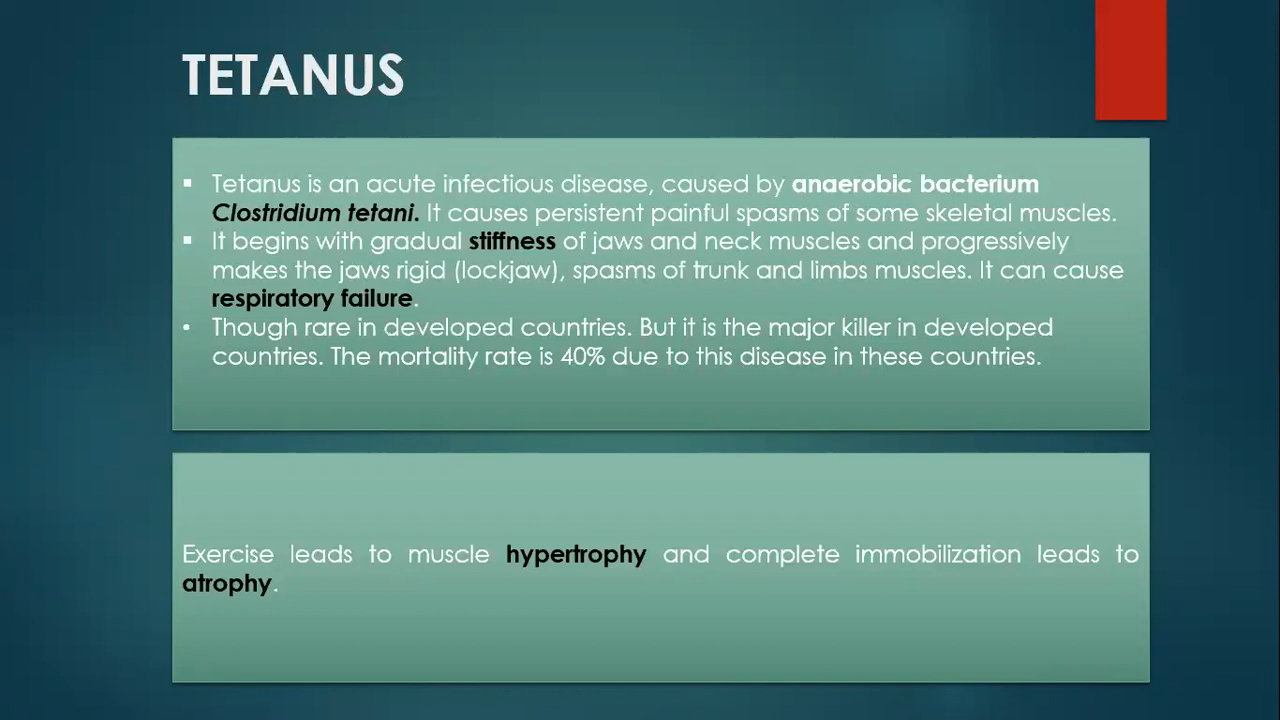 TETANUS
▪ Tetanus is an acute infectious disease, caused by anaerobic bacterium
Clostridium tetani. It causes persistent painful spasms of some skeletal muscles.
▪ It begins with gradual stiffness of jaws and neck muscles and progressively
makes the jaws rigid (lockjaw), spasms of trunk and limbs muscles. It can cause
respiratory failure.
• Though rare in developed countries. But it is the major killer in developed
countries. The mortality rate is 40% due to this disease in these countries.
Exercise leads to muscle hypertrophy and complete immobilization leads to
atrophy.